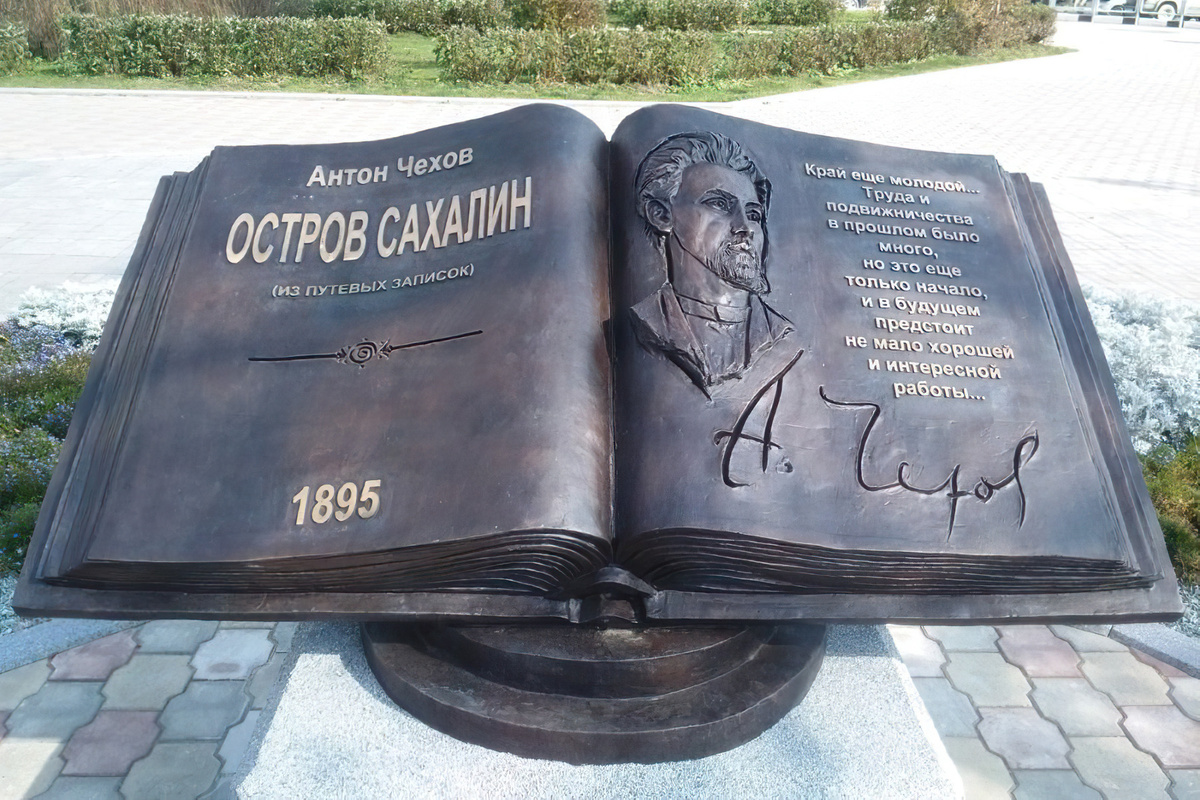 Антон Чехов
ОСТРОВ САХАЛИН
(ИЗ ПУТЕВЫХ ЗАПИСОК)
1895
Край еще молодой...
Труда и
подвижничества
в прошлом было
много,
но это еще
только начало,
и в будущем
предстоит
не мало хорошей
и интересной
работы...
А. Чехов